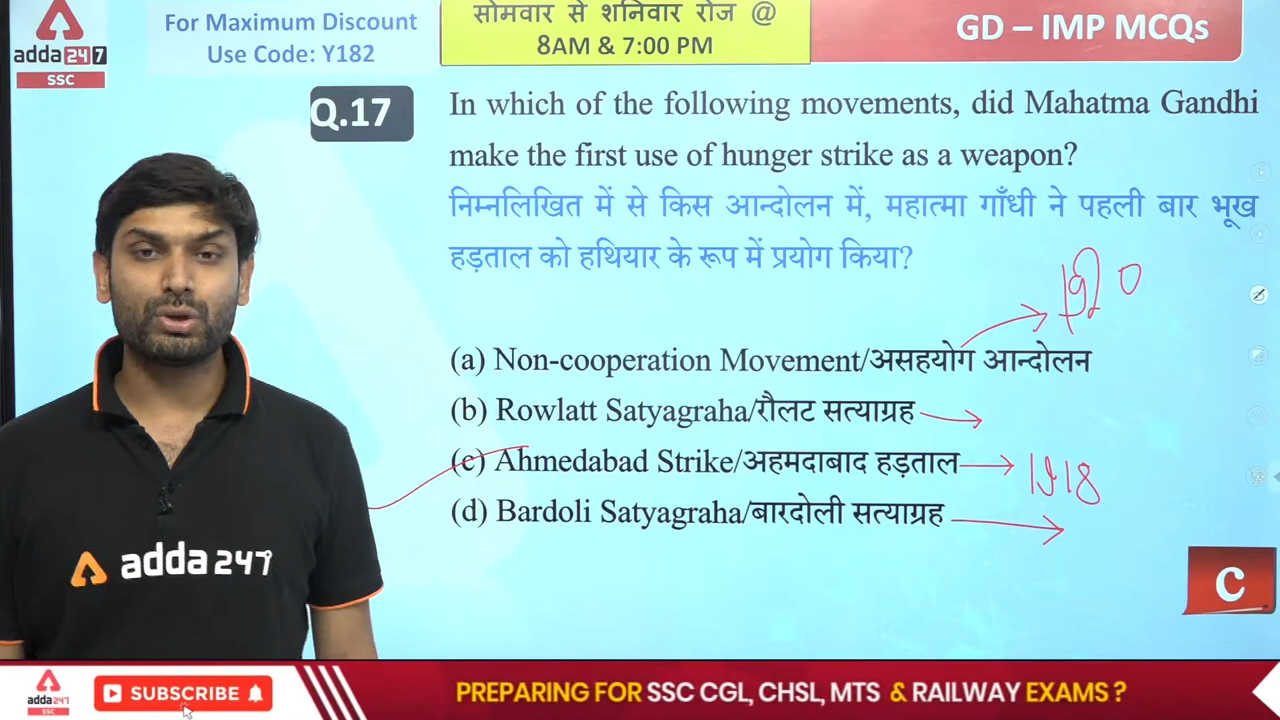 adda 247
SSC
For Maximum Discount
Use Code: Y182
सोमवार से शनिवार रोज @
8AM & 7:00 PM
GD – IMP MCQs
Q.17
In which of the following movements, did Mahatma Gandhi
make the first use of hunger strike as a weapon?
निम्नलिखित में से किस आन्दोलन में, महात्मा गाँधी ने पहली बार भूख
हड़ताल को हथियार के रूप में प्रयोग किया?
1920
(a) Non-cooperation Movement/असहयोग आन्दोलन
(b) Rowlatt Satyagraha/रौलट सत्याग्रह
(c) Ahmedabad Strike/अहमदाबाद हड़ताल
1918
(d) Bardoli Satyagraha/बारदोली सत्याग्रह
adda 247
C
adda 247
SSC
SUBSCRIBE
PREPARING FOR SSC CGL, CHSL, MTS & RAILWAY EXAMS ?